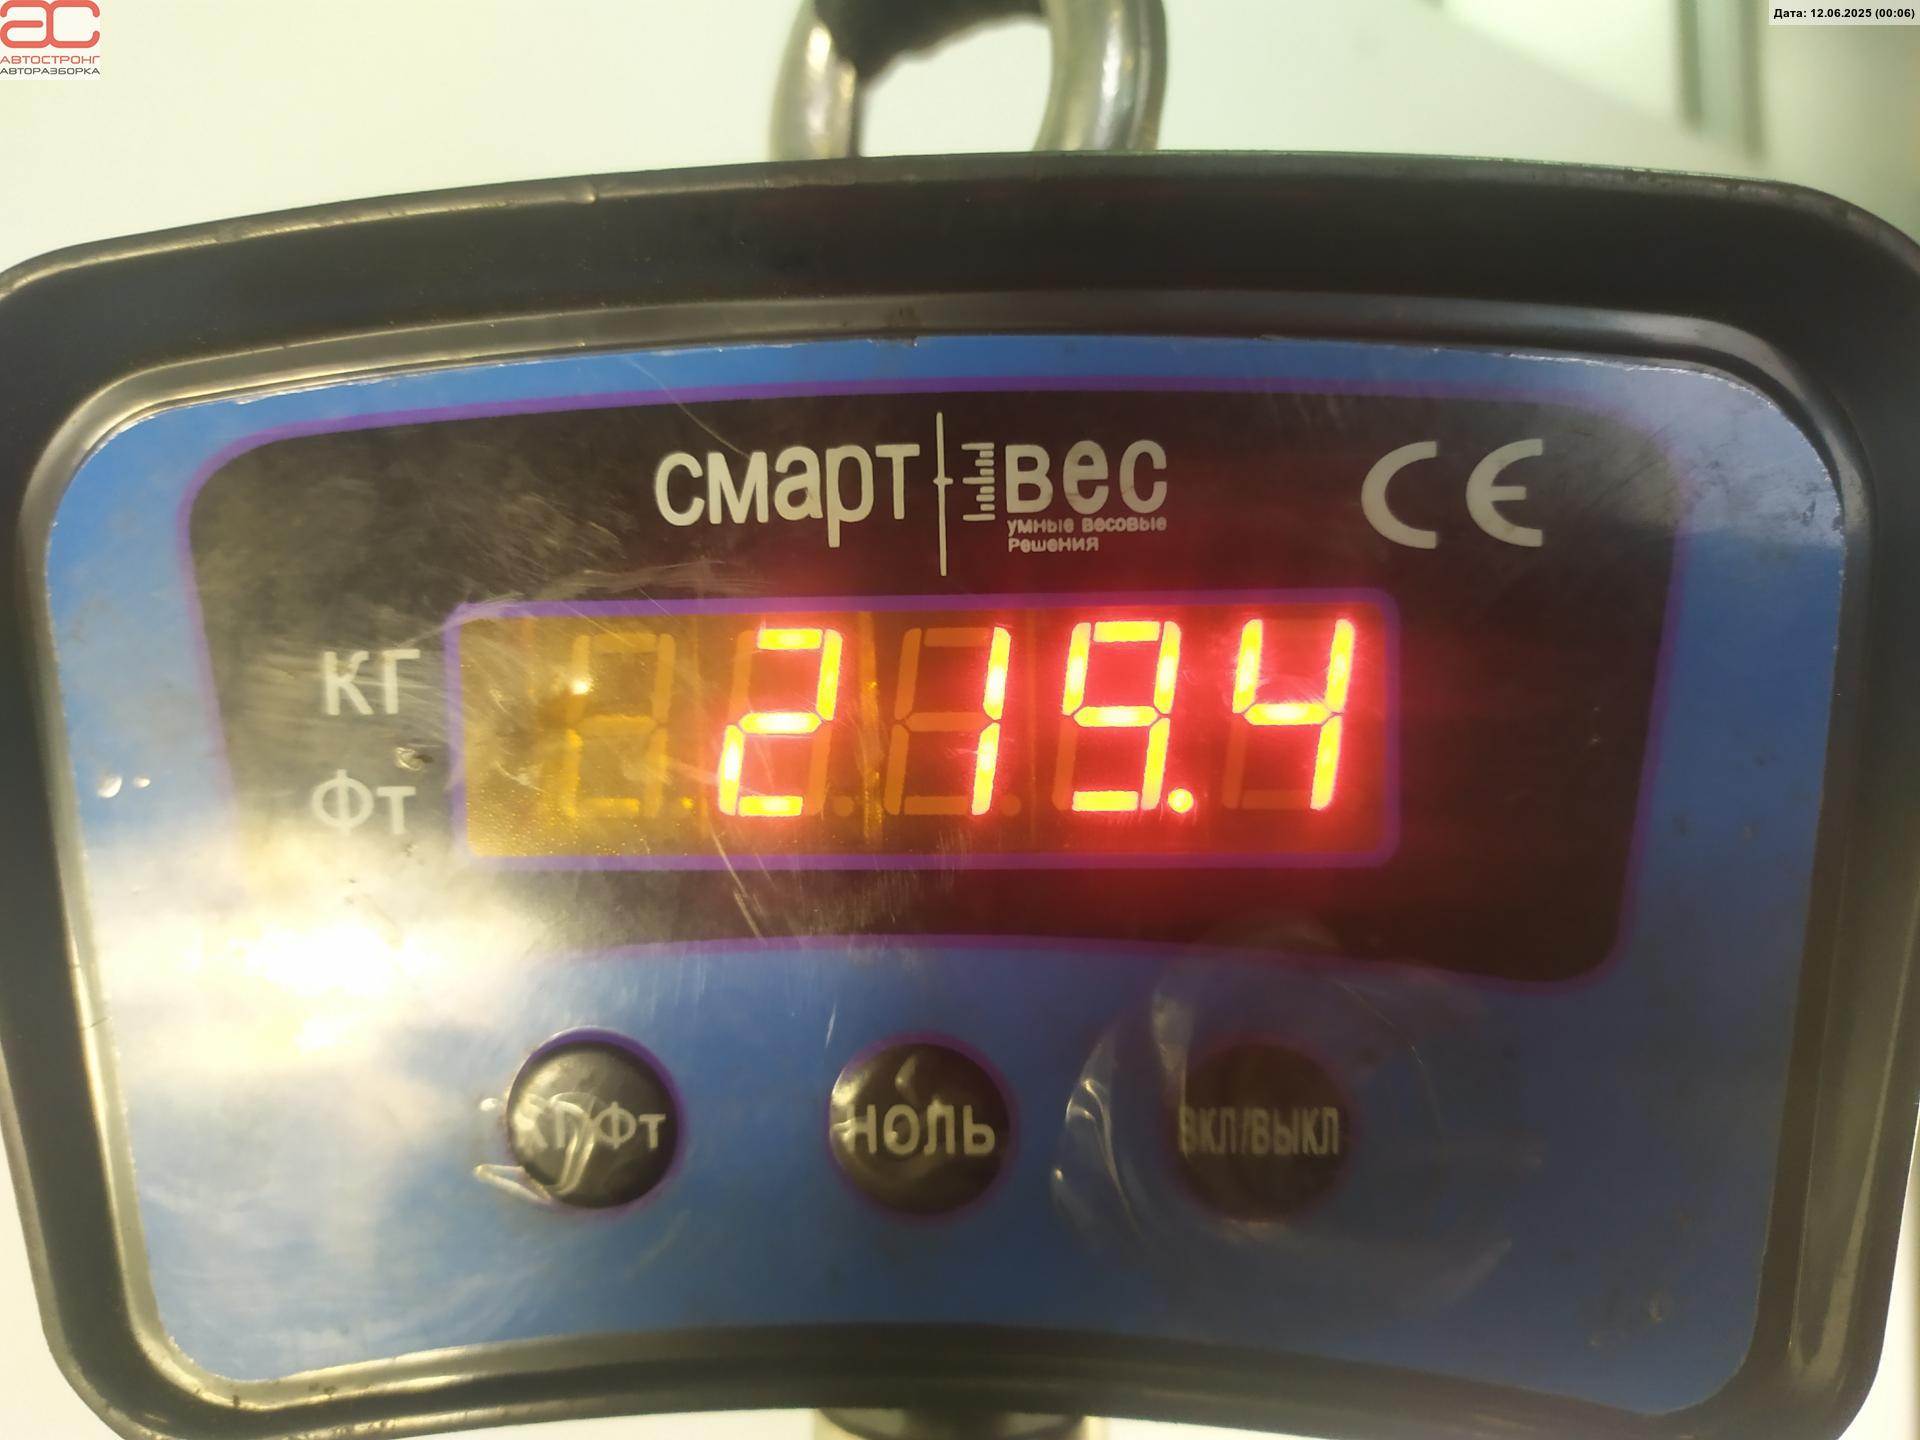 АВТОСТРОНГ
АВТОРАЗБОРКА
Дата: 12.06.2025 (00:06)
смарт вес
умные весовые
решения
CE
КГ
Фт
219.4
КГ/Фт
НОЛЬ
ВКЛ/ВЫКЛ